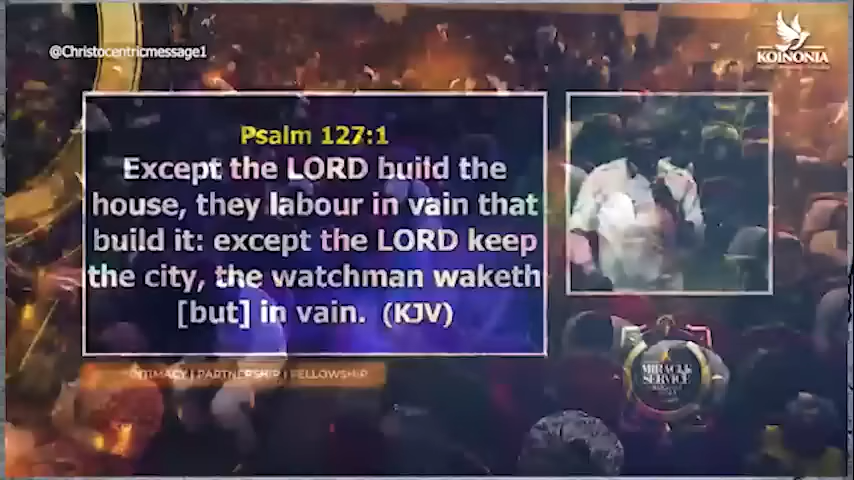 @Christocentricmessage1
KOINONIA
Psalm 127:1
Except the LORD build the
house, they labour in vain that
build it: except the LORD keep
the city, the watchman waketh
[but] in vain. (KJV)
INTIMACY | PARTNERSHIP | FELLOWSHIP
MIRACLE
SERVICE